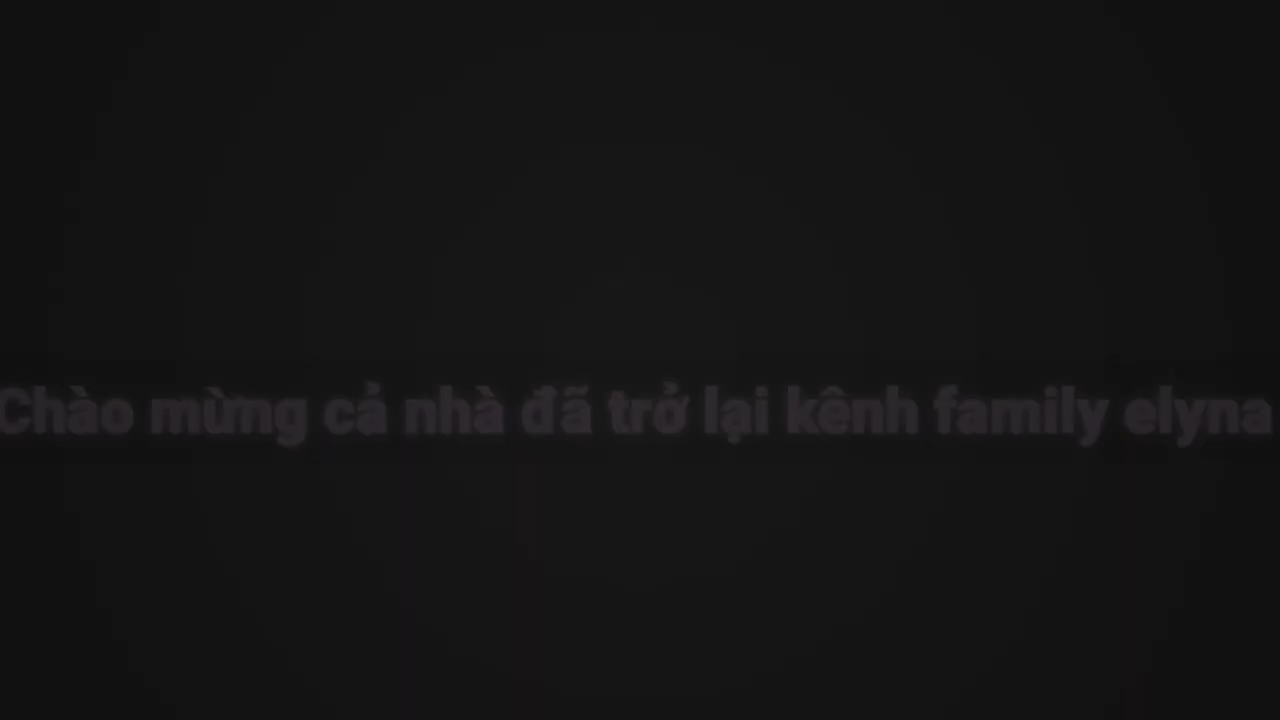 Chào mừng cả nhà đã trở lại kênh family elyna